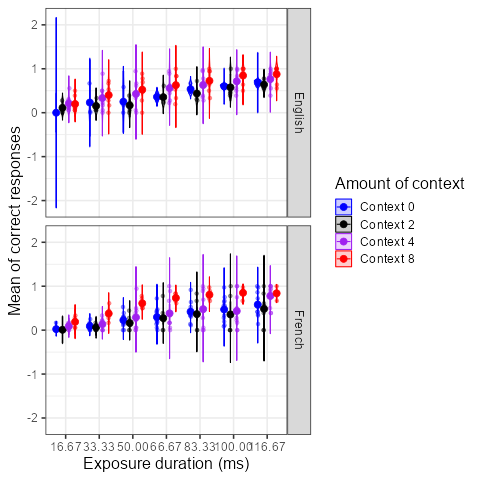 2
1
0
-1
-2
English
Mean of correct responses
2
1
0
-1
-2
French
16.67 33.33 50.00 66.67 83.33 100.00 116.67
Exposure duration (ms)
Amount of context
Context 0
Context 2
Context 4
Context 8